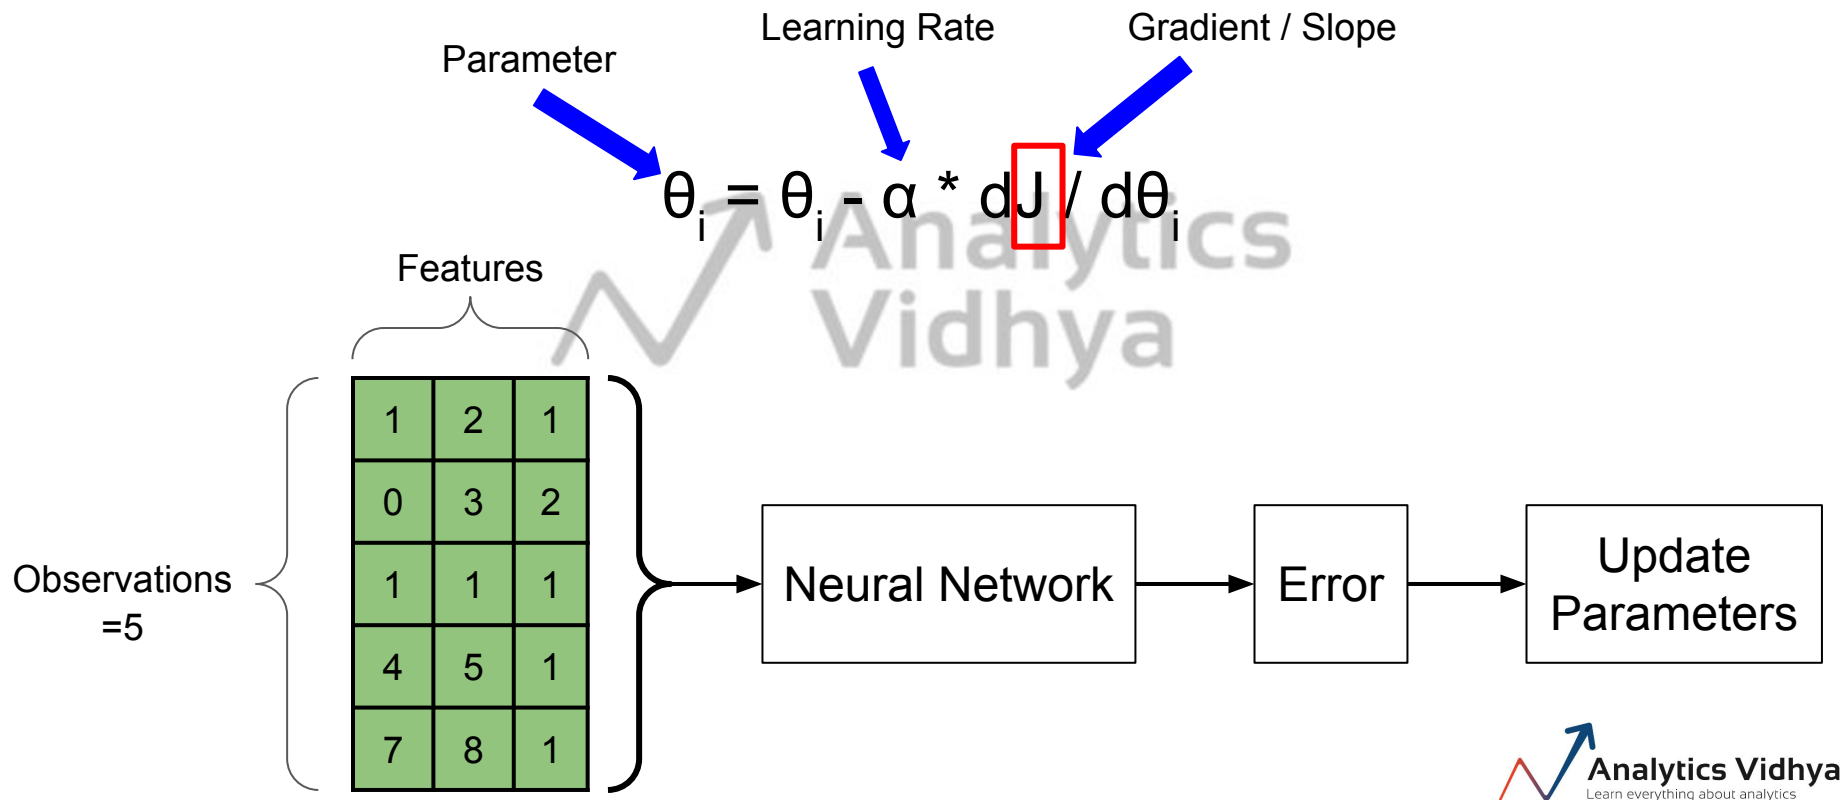 Learning Rate
Gradient / Slope
Parameter
θi = θi - α * dJ / dθi
Analytics
Vidhya
Features
1 2 1
0 3 2
1 1 1
4 5 1
7 8 1
Observations
=5
Neural Network
Error
Update
Parameters
Analytics Vidhya
Learn everything about analytics